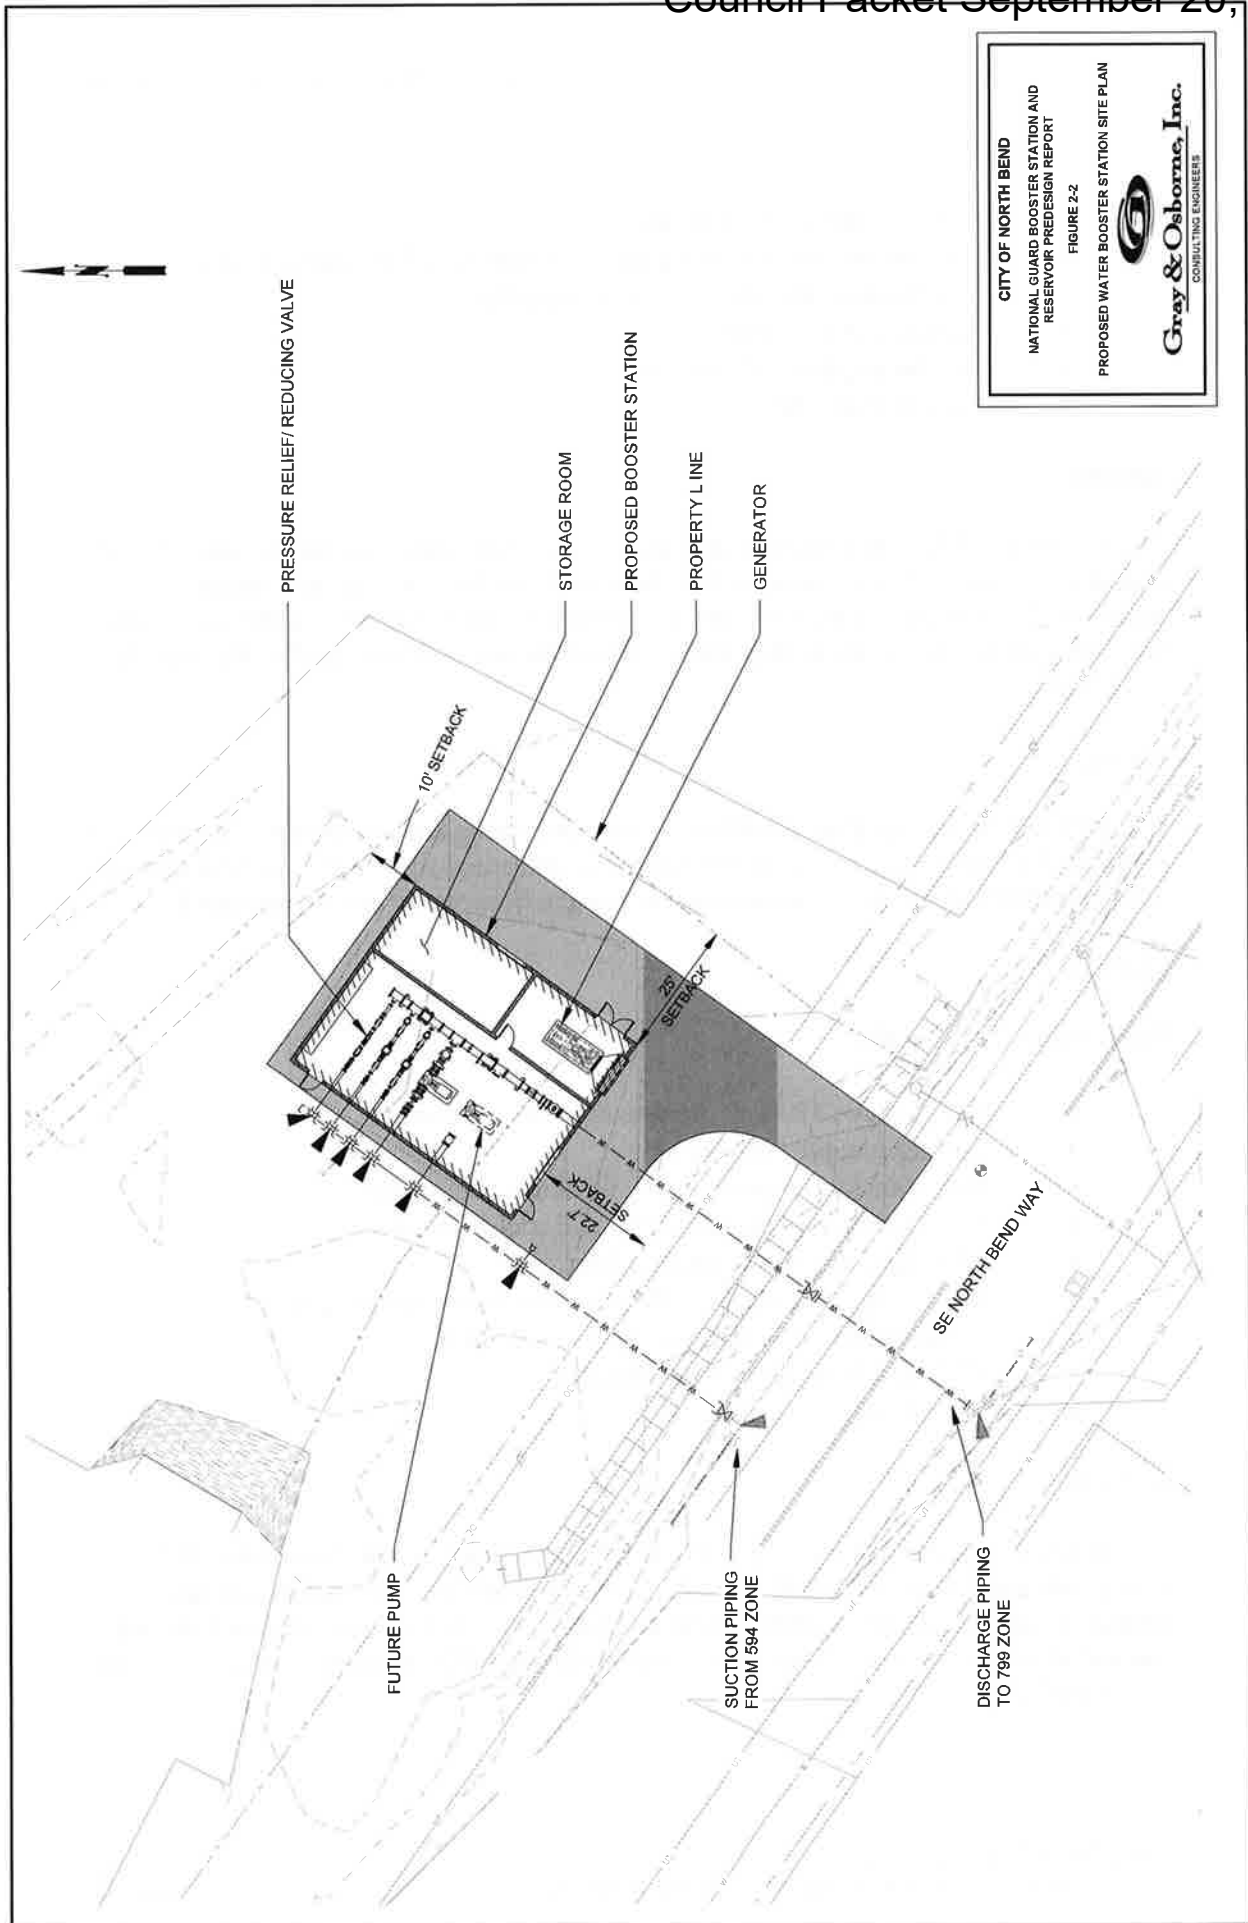 Council Packet September 20,
PRESSURE RELIEF/ REDUCING VALVE
10' SETBACK
STORAGE ROOM
PROPOSED BOOSTER STATION
PROPERTY LINE
GENERATOR
25'
SETBACK
22.7'
SETBACK
FUTURE PUMP
SUCTION PIPING
FROM 594 ZONE
DISCHARGE PIPING
TO 799 ZONE
SE NORTH BEND WAY
CITY OF NORTH BEND
NATIONAL GUARD BOOSTER STATION AND
RESERVOIR PREDESIGN REPORT
FIGURE 2-2
PROPOSED WATER BOOSTER STATION SITE PLAN
Gray & Osborne, Inc.
CONSULTING ENGINEERS